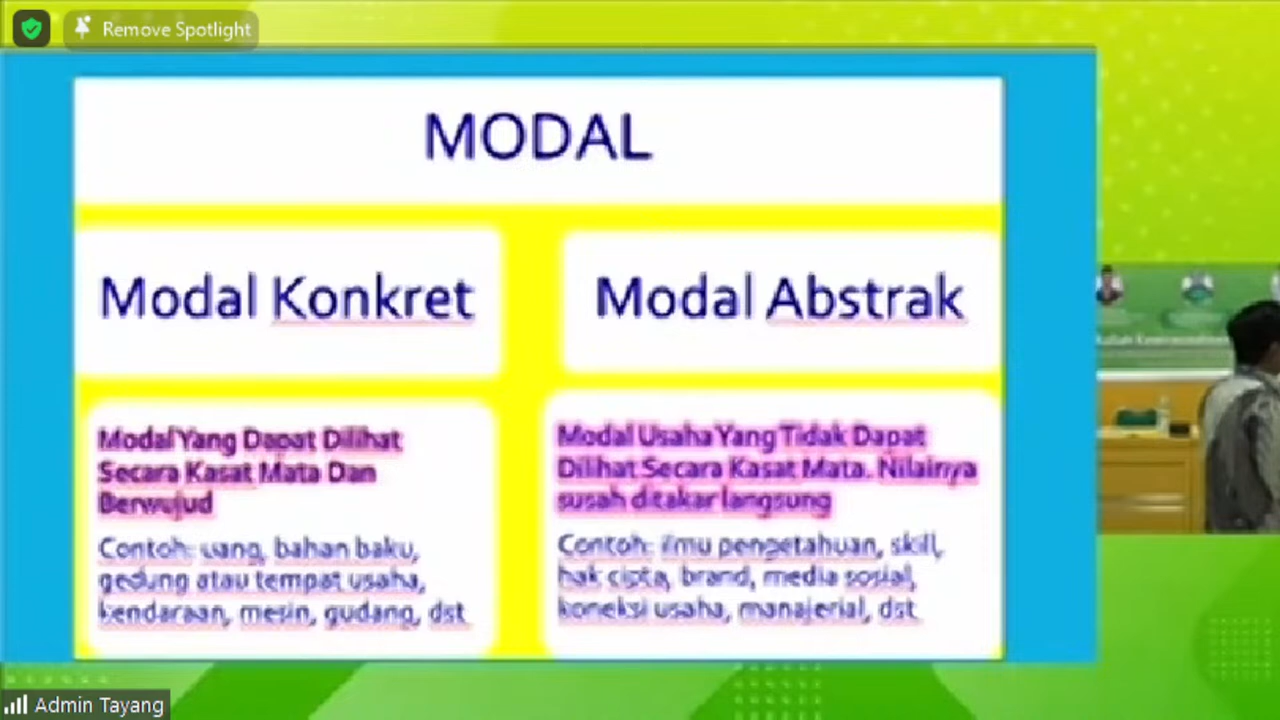 Remove Spotlight
MODAL
Modal Konkret
Modal Abstrak
Modal Yang Dapat Dilihat
Secara Kasat Mata Dan
Berwujud
Contoh: uang, bahan baku,
gedung atau tempat usaha,
kendaraan, mesin, gudang, dst
Modal Usaha Yang Tidak Dapat
Dilihat Secara Kasat Mata. Nilainya
susah ditakar langsung
Contoh: ilmu pengetahuan, skill,
hak cipta, brand, media sosial,
koneksi usaha, manajerial, dst
Admin Tayang